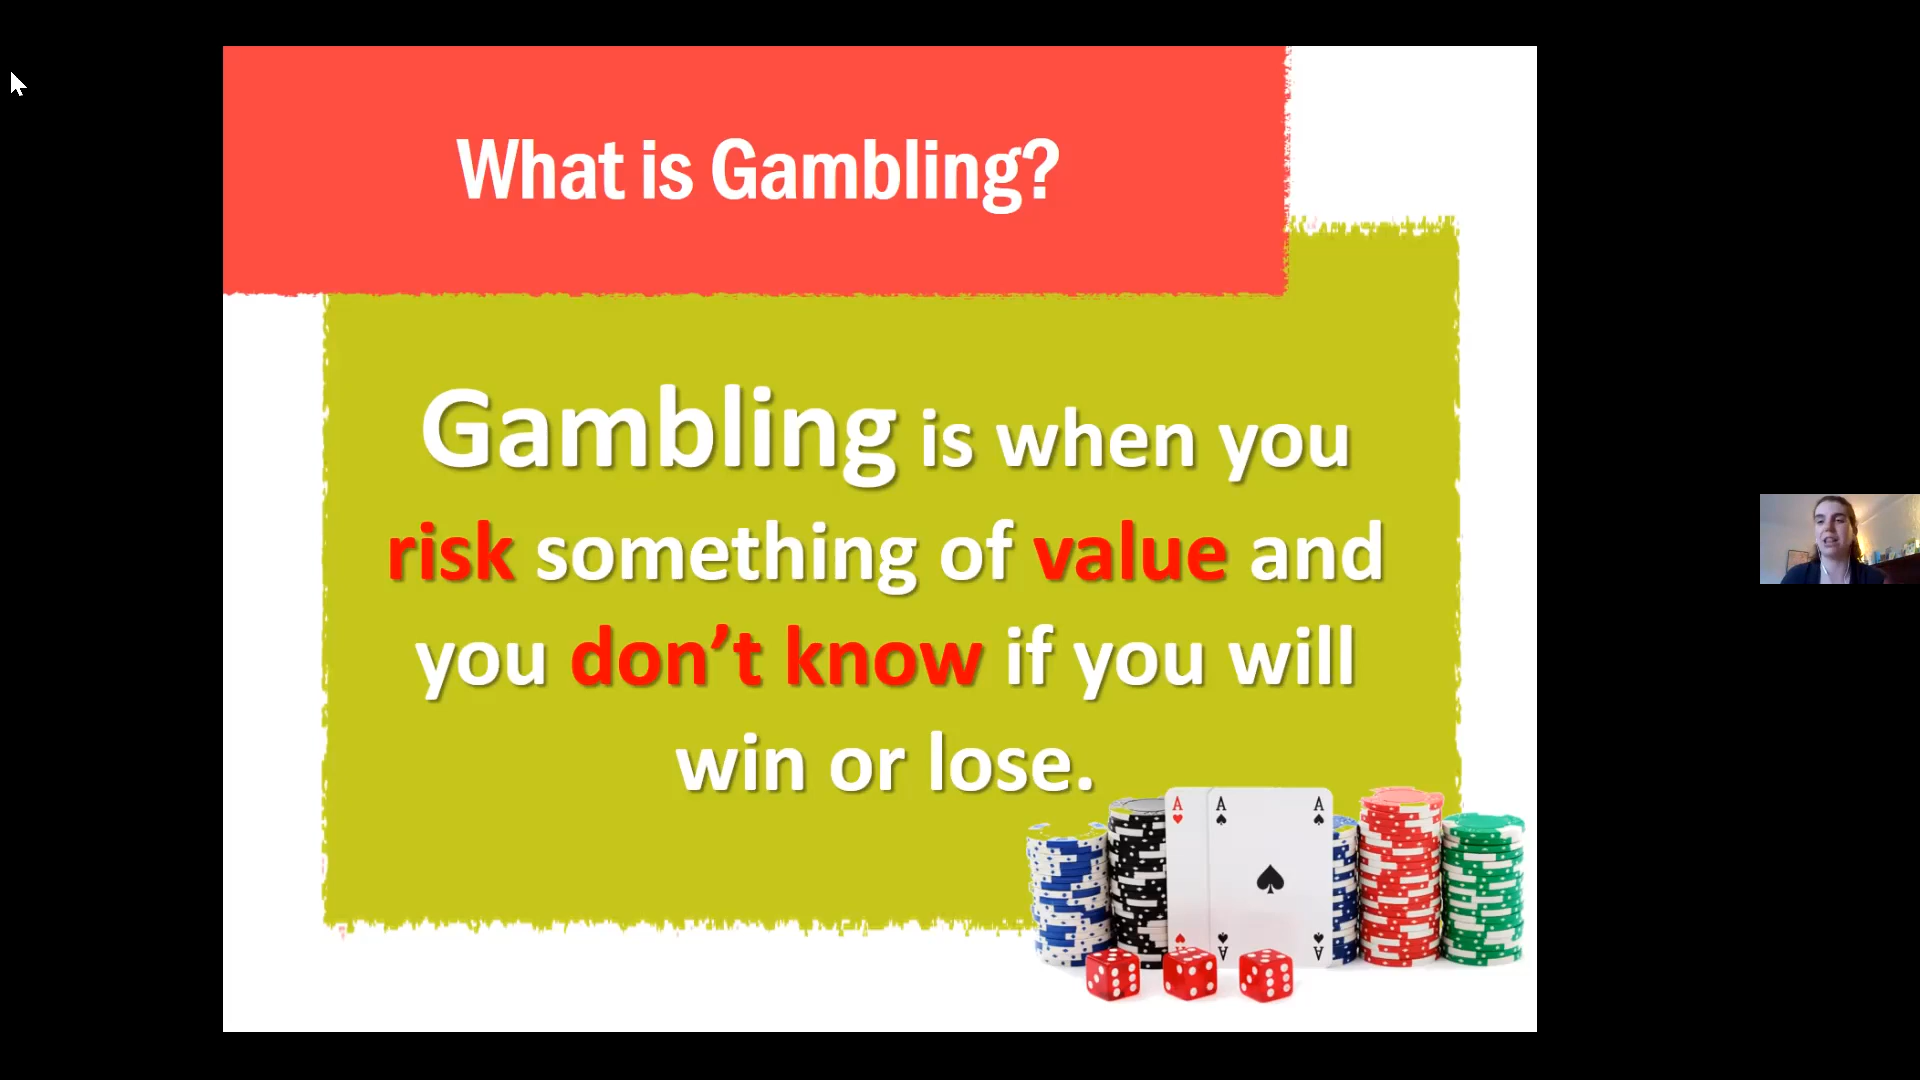 What is Gambling?
Gambling is when you
risk something of value and
you don’t know if you will
win or lose.
A A A
A A A